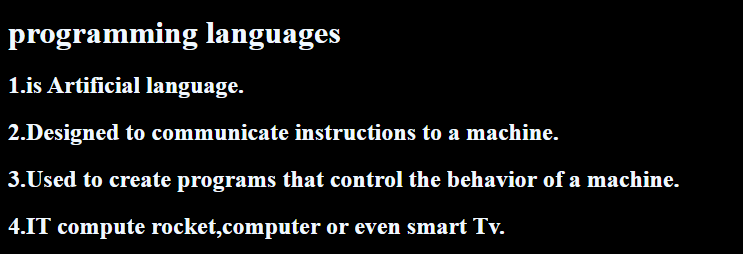 programming languages
1.is Artificial language.
2.Designed to communicate instructions to a machine.
3.Used to create programs that control the behavior of a machine.
4.IT compute rocket,computer or even smart Tv.